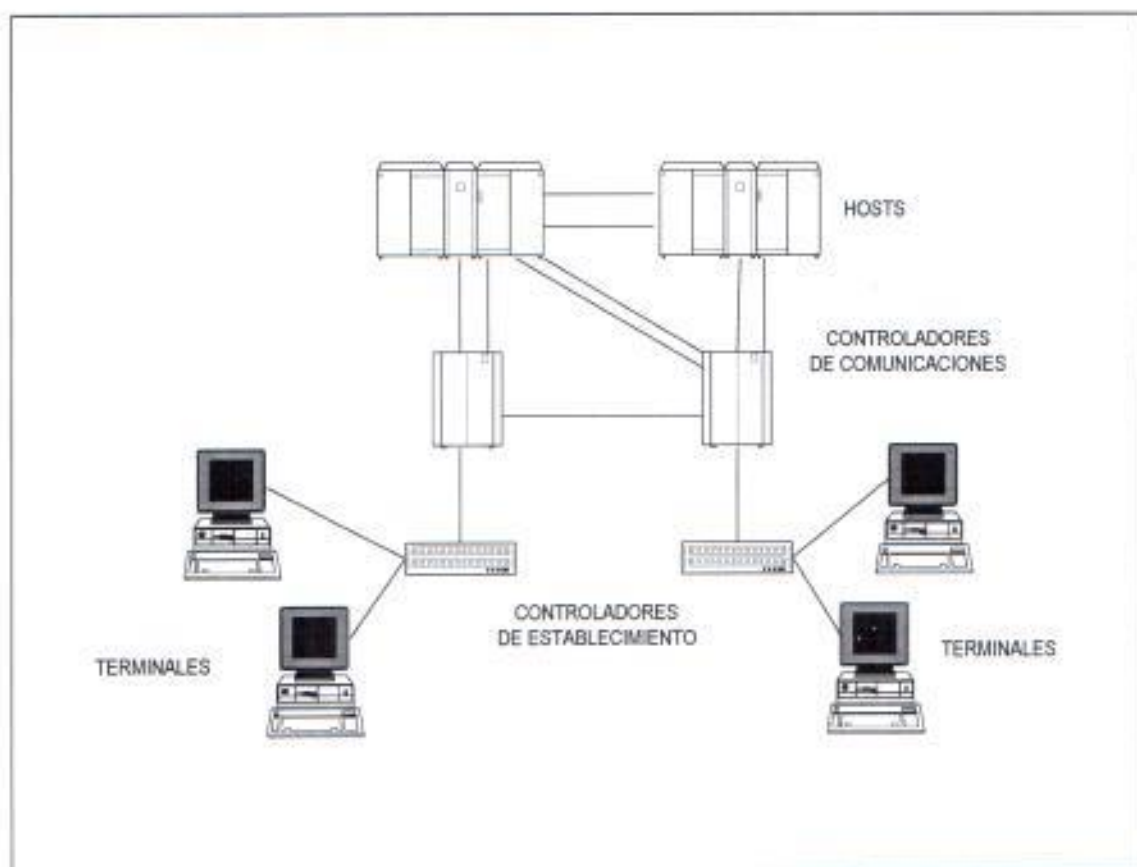 HOSTS
CONTROLADORES
DE COMUNICACIONES
CONTROLADORES
DE ESTABLECIMIENTO
TERMINALES
TERMINALES